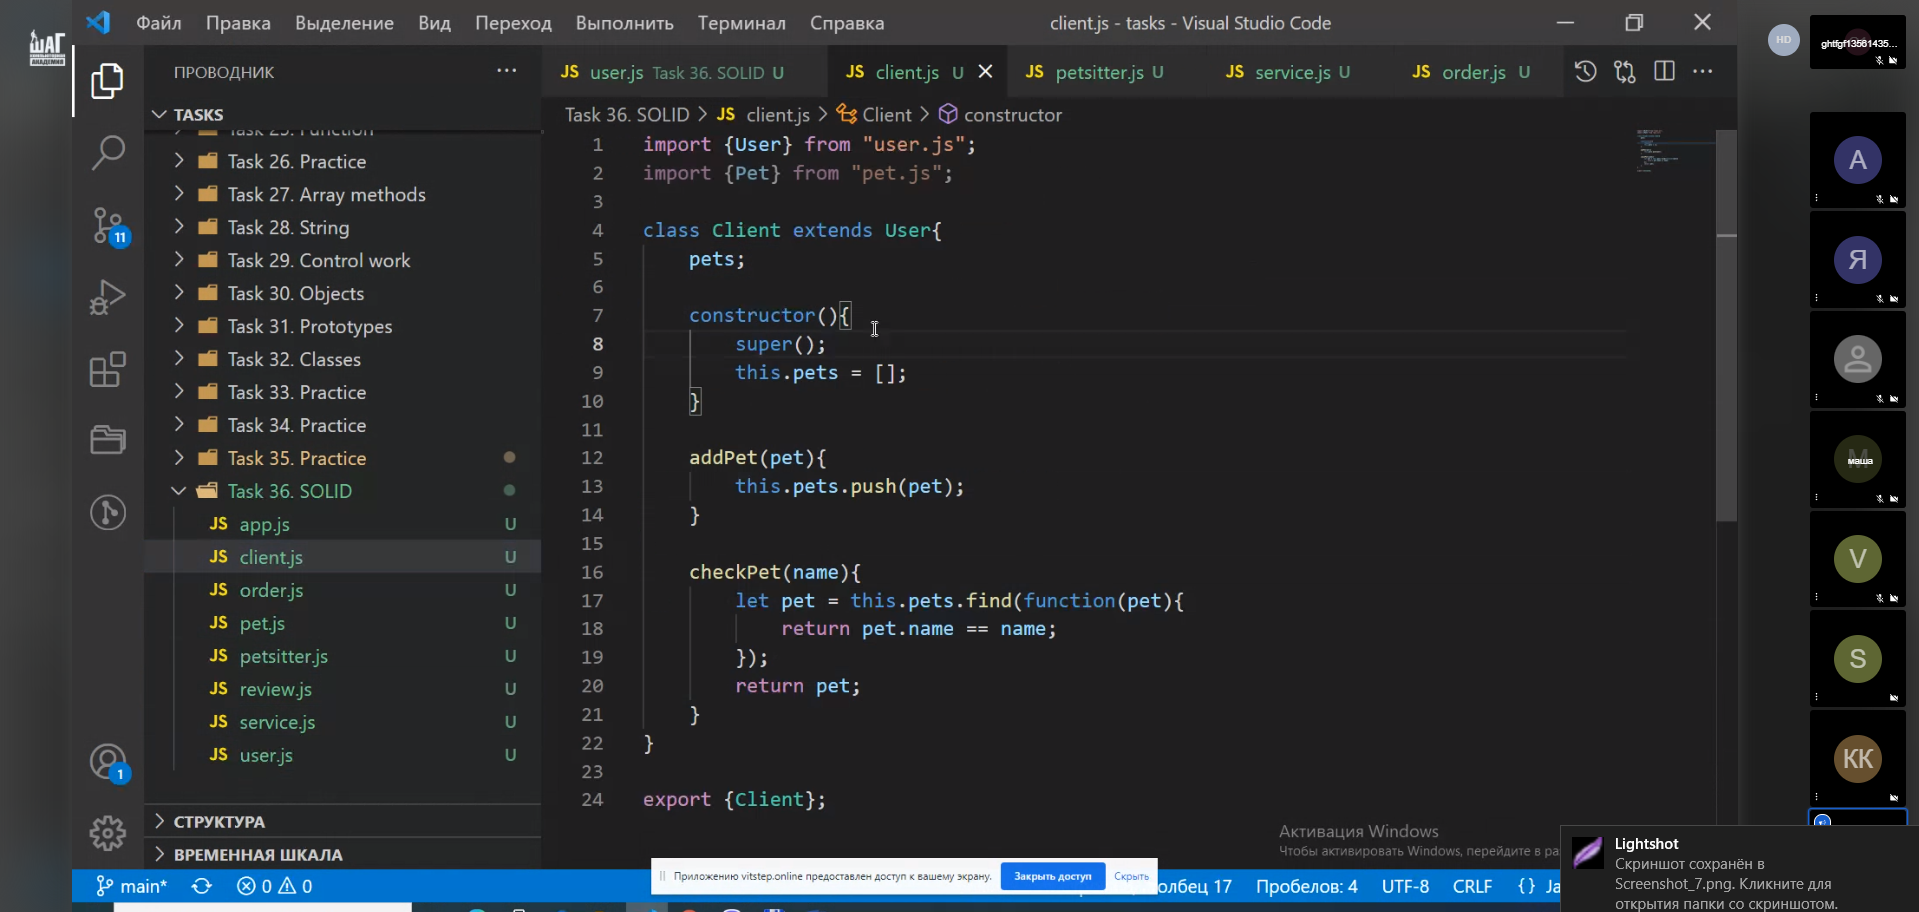 ШАГ
Файл Правка Выделение Вид Переход Выполнить Терминал Справка
client.js - tasks - Visual Studio Code
HD
ghtfgf13561435...
ПРОВОДНИК
JS user.js Task 36. SOLID U
JS client.js U
JS petsitter.js U
JS service.js U
JS order.js U
TASKS
Task 36. SOLID > JS client.js > Client > constructor
Task 25. Function
Task 26. Practice
Task 27. Array methods
Task 28. String
Task 29. Control work
Task 30. Objects
Task 31. Prototypes
Task 32. Classes
Task 33. Practice
Task 34. Practice
Task 35. Practice
Task 36. SOLID
JS app.js U
JS client.js U
JS order.js U
JS pet.js U
JS petsitter.js U
JS review.js U
JS service.js U
JS user.js U
СТРУКТУРА
ВРЕМЕННАЯ ШКАЛА
11
1
1 import {User} from "user.js";
2 import {Pet} from "pet.js";
3
4 class Client extends User{
5 pets;
6
7 constructor(){
8 super();
9 this.pets = [];
10 }
11
12 addPet(pet){
13 this.pets.push(pet);
14 }
15
16 checkPet(name){
17 let pet = this.pets.find(function(pet){
18 return pet.name == name;
19 });
20 return pet;
21 }
22 }
23
24 export {Client};
А
Я
маша
V
S
КК
Активация Windows
Чтобы активировать Windows, перейдите в ра
Lightshot
Скриншот сохранён в
Screenshot_7.png. Кликните для
открытия папки со скриншотом.
Приложению vitstep.online предоставлен доступ к вашему экрану. Закрыть доступ Скрыть
main* 0 0
олбец 17 Пробелов: 4 UTF-8 CRLF {} Ja